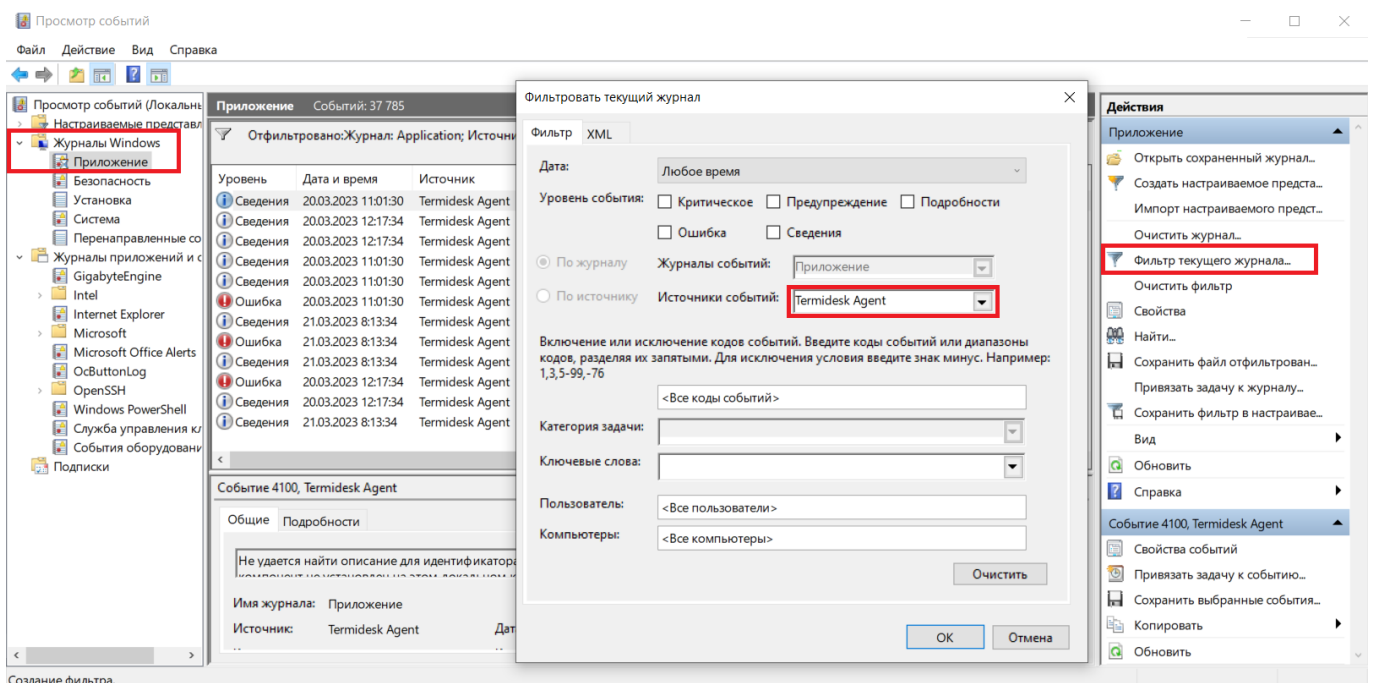 Просмотр событий
Файл Действие Вид Справка
Просмотр событий (Локальны
Настраиваемые представл
Журналы Windows
Приложение
Безопасность
Установка
Система
Перенаправленные со
Журналы приложений и с
GigabyteEngine
Intel
Internet Explorer
Microsoft
Microsoft Office Alerts
OcButtonLog
OpenSSH
Windows PowerShell
Служба управления кл
События оборудовани
Подписки
Приложение Событий: 37 785
Отфильтровано:Журнал: Application; Источни
Уровень Дата и время Источник
Сведения 20.03.2023 11:01:30 Termidesk Agent
Сведения 20.03.2023 12:17:34 Termidesk Agent
Сведения 20.03.2023 12:17:34 Termidesk Agent
Сведения 20.03.2023 11:01:30 Termidesk Agent
Сведения 20.03.2023 11:01:30 Termidesk Agent
Ошибка 20.03.2023 11:01:30 Termidesk Agent
Сведения 21.03.2023 8:13:34 Termidesk Agent
Ошибка 21.03.2023 8:13:34 Termidesk Agent
Сведения 21.03.2023 8:13:34 Termidesk Agent
Ошибка 20.03.2023 12:17:34 Termidesk Agent
Сведения 20.03.2023 12:17:34 Termidesk Agent
Сведения 21.03.2023 8:13:34 Termidesk Agent
Событие 4100, Termidesk Agent
Общие Подробности
Не удается найти описание для идентификатора
компонент не установлен на этом локальном к
Имя журнала: Приложение
Источник: Termidesk Agent Дат
Фильтровать текущий журнал
Фильтр XML
Дата: Любое время
Уровень события: Критическое Предупреждение Подробности
Ошибка Сведения
По журналу Журналы событий: Приложение
По источнику Источники событий: Termidesk Agent
Включение или исключение кодов событий. Введите коды событий или диапазоны
кодов, разделяя их запятыми. Для исключения условия введите знак минус. Например:
1,3,5-99,-76
<Все коды событий>
Категория задачи:
Ключевые слова:
Пользователь: <Все пользователи>
Компьютеры: <Все компьютеры>
Очистить
ОК Отмена
Действия
Приложение
Открыть сохраненный журнал...
Создать настраиваемое предста...
Импорт настраиваемого предст...
Очистить журнал...
Фильтр текущего журнала...
Очистить фильтр
Свойства
Найти...
Сохранить файл отфильтрован...
Привязать задачу к журналу...
Сохранить фильтр в настраивае...
Вид
Обновить
Справка
Событие 4100, Termidesk Agent
Свойства событий
Привязать задачу к событию...
Сохранить выбранные события...
Копировать
Обновить
Создание фильтра.